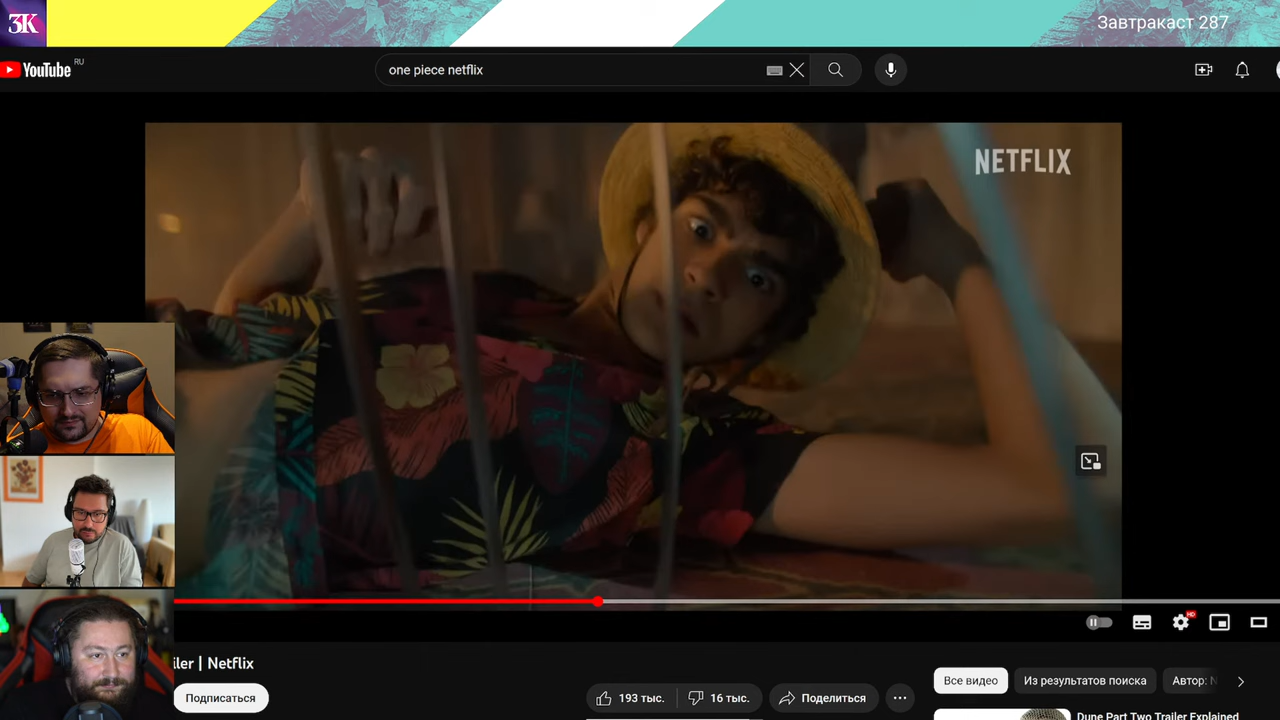 ЗК
Завтракаст 287
YouTube RU
one piece netflix
NETFLIX
HD
iler | Netflix
Подписаться
193 тыс.
16 тыс.
Поделиться
Все видео
Из результатов поиска
Автор: N
Dune Part Two Trailer Explained